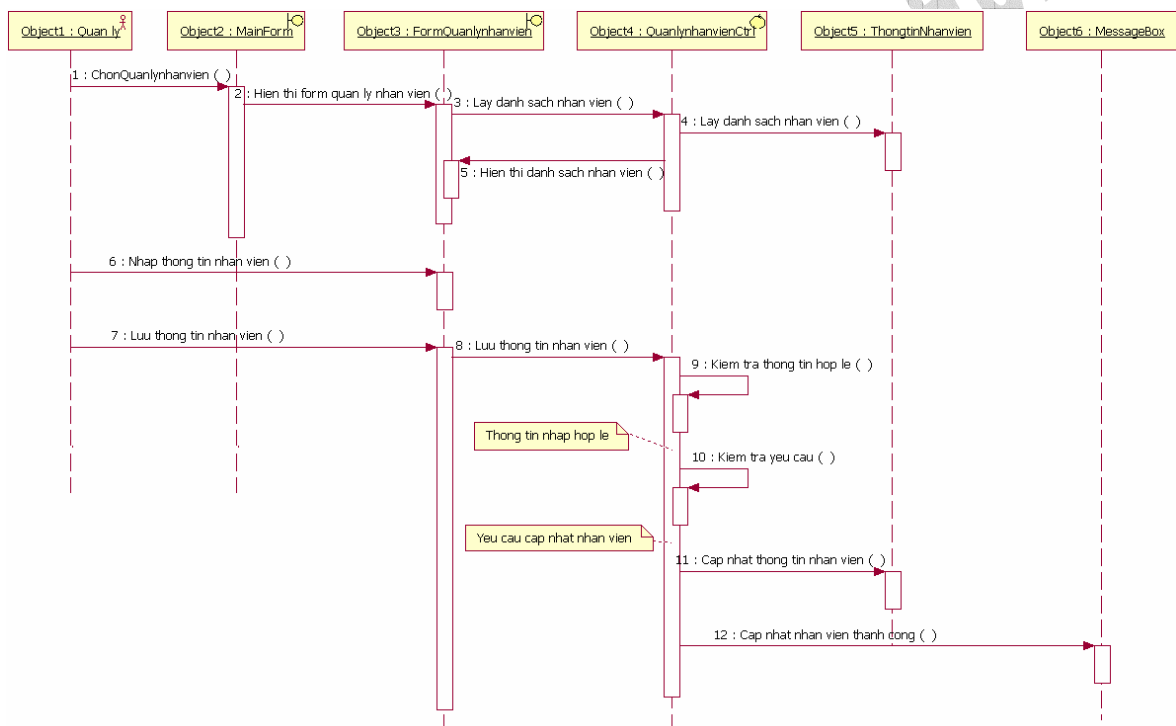 Object1 : Quan ly
Object2 : MainForm
Object3 : FormQuanlynhanvien
Object4 : QuanlynhanvienCtrl
Object5 : ThongtinNhanvien
Object6 : MessageBox
1 : ChonQuanlynhanvien ( )
2 : Hien thi form quan ly nhan vien ( )
3 : Lay danh sach nhan vien ( )
4 : Lay danh sach nhan vien ( )
5 : Hien thi danh sach nhan vien ( )
6 : Nhap thong tin nhan vien ( )
7 : Luu thong tin nhan vien ( )
8 : Luu thong tin nhan vien ( )
9 : Kiem tra thong tin hop le ( )
Thong tin nhap hop le
10 : Kiem tra yeu cau ( )
Yeu cau cap nhat nhan vien
11 : Cap nhat thong tin nhan vien ( )
12 : Cap nhat nhan vien thanh cong ( )